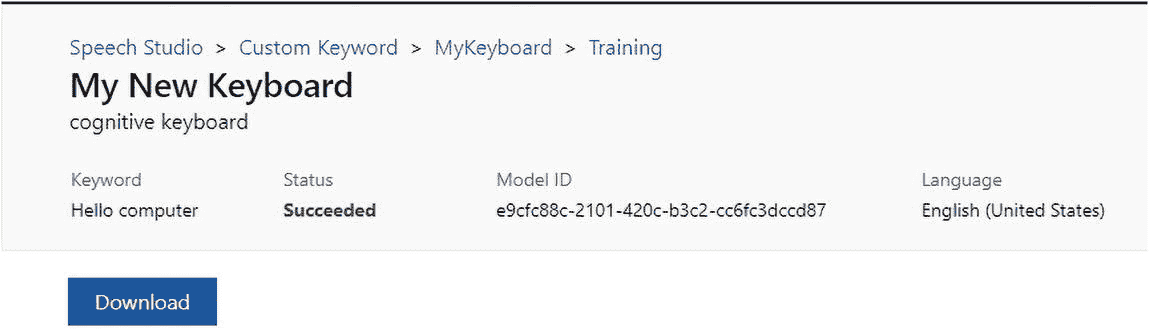 Speech Studio > Custom Keyword > MyKeyboard > Training
My New Keyboard
cognitive keyboard
Keyword Status Model ID Language
Hello computer Succeeded e9cfc88c-2101-420c-b3c2-cc6fc3dccd87 English (United States)
Download